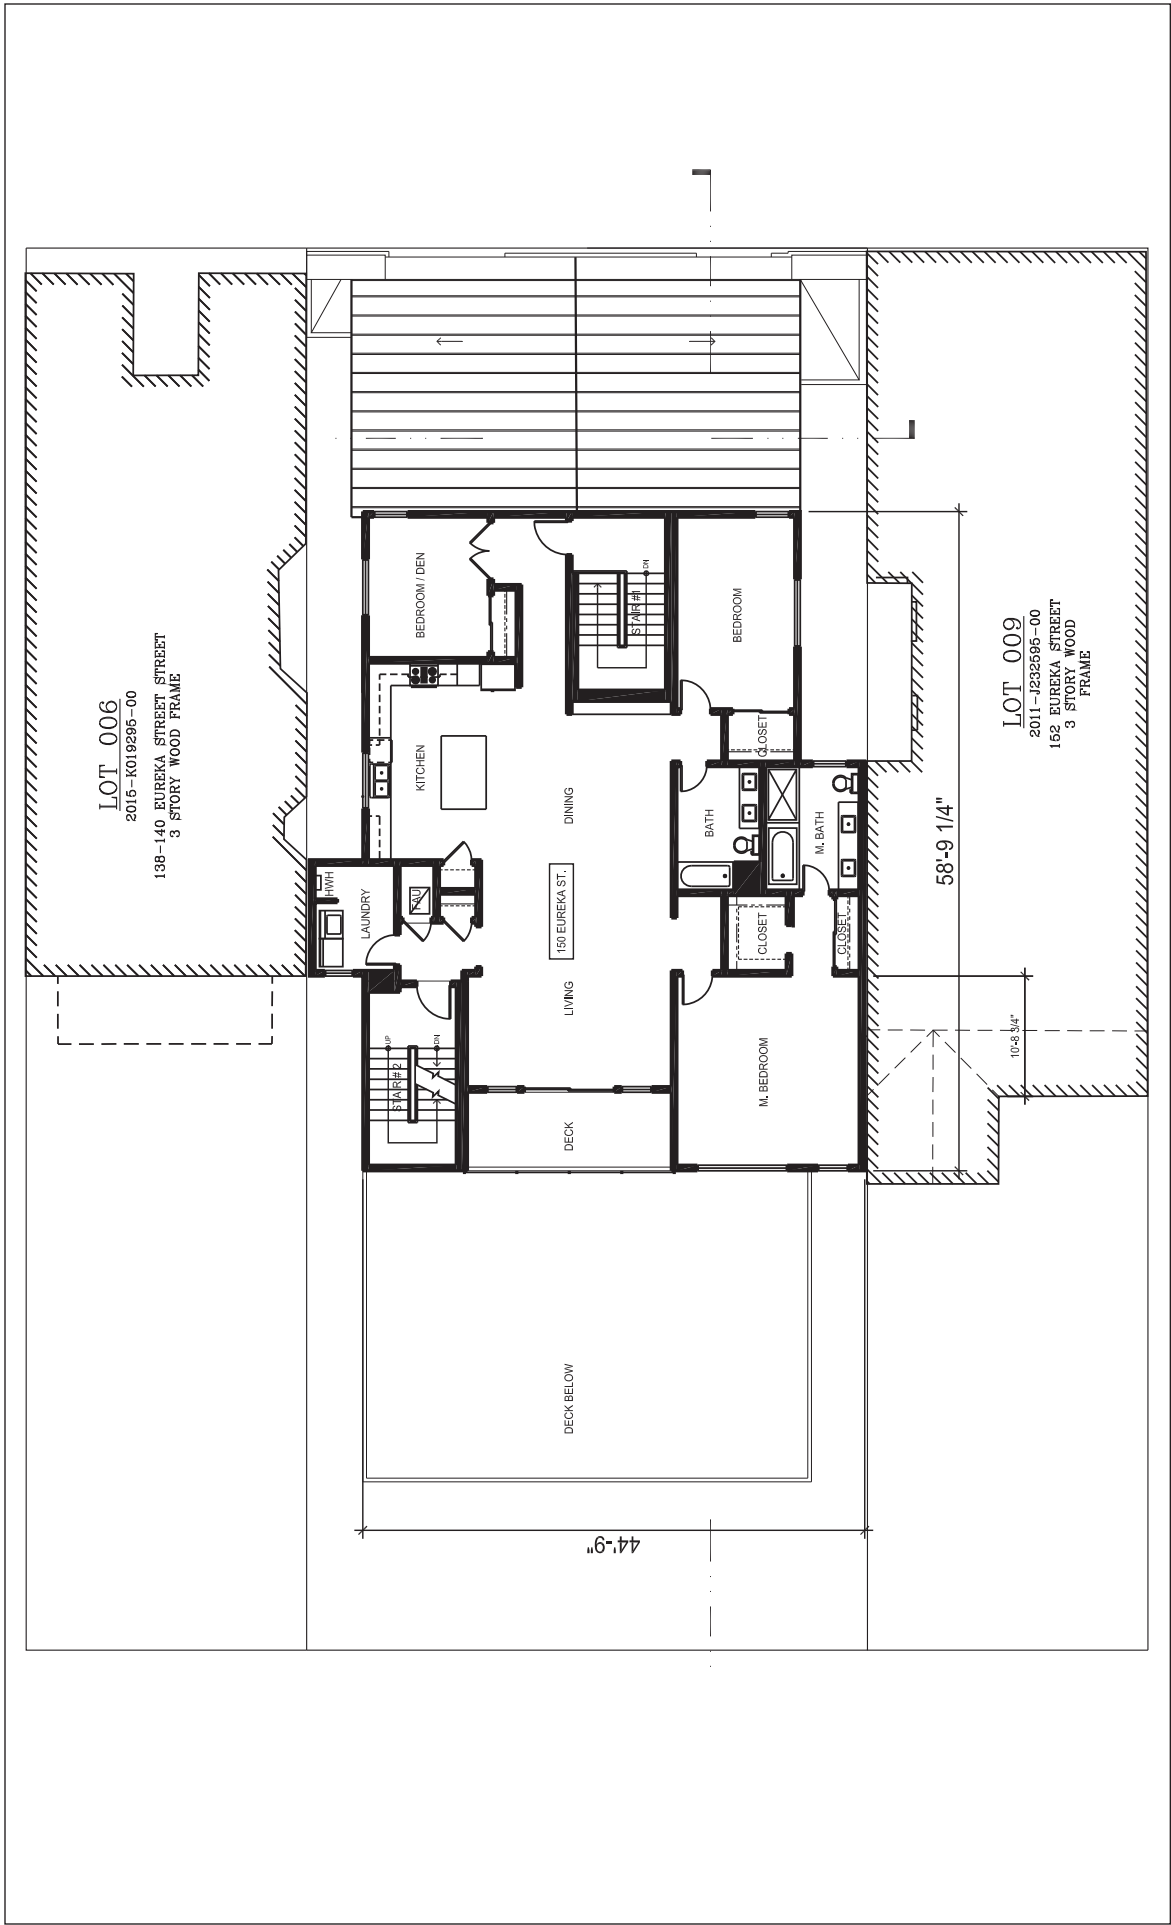 LOT 006
2015-K019295-00
138-140 EUREKA STREET STREET
3 STORY WOOD FRAME
BEDROOM / DEN
STAIR #1
DN
BEDROOM
KITCHEN
CLOSET
DINING
BATH
M. BATH
HWH
LAUNDRY
FAU
150 EUREKA ST.
CLOSET
CLOSET
LIVING
UP
DN
STAIR # 2
M. BEDROOM
DECK
DECK BELOW
LOT 009
2011-J232595-00
152 EUREKA STREET
3 STORY WOOD
FRAME
58'-9 1/4"
10'-8 3/4"
44'-9"